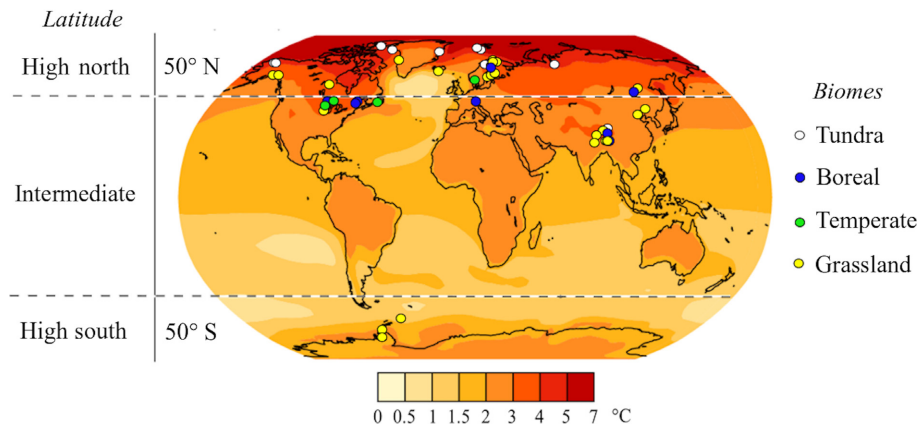 Latitude
High north 50° N
Biomes
Tundra
Boreal
Intermediate
Temperate
Grassland
High south 50° S
0 0.5 1 1.5 2 3 4 5 7 °C